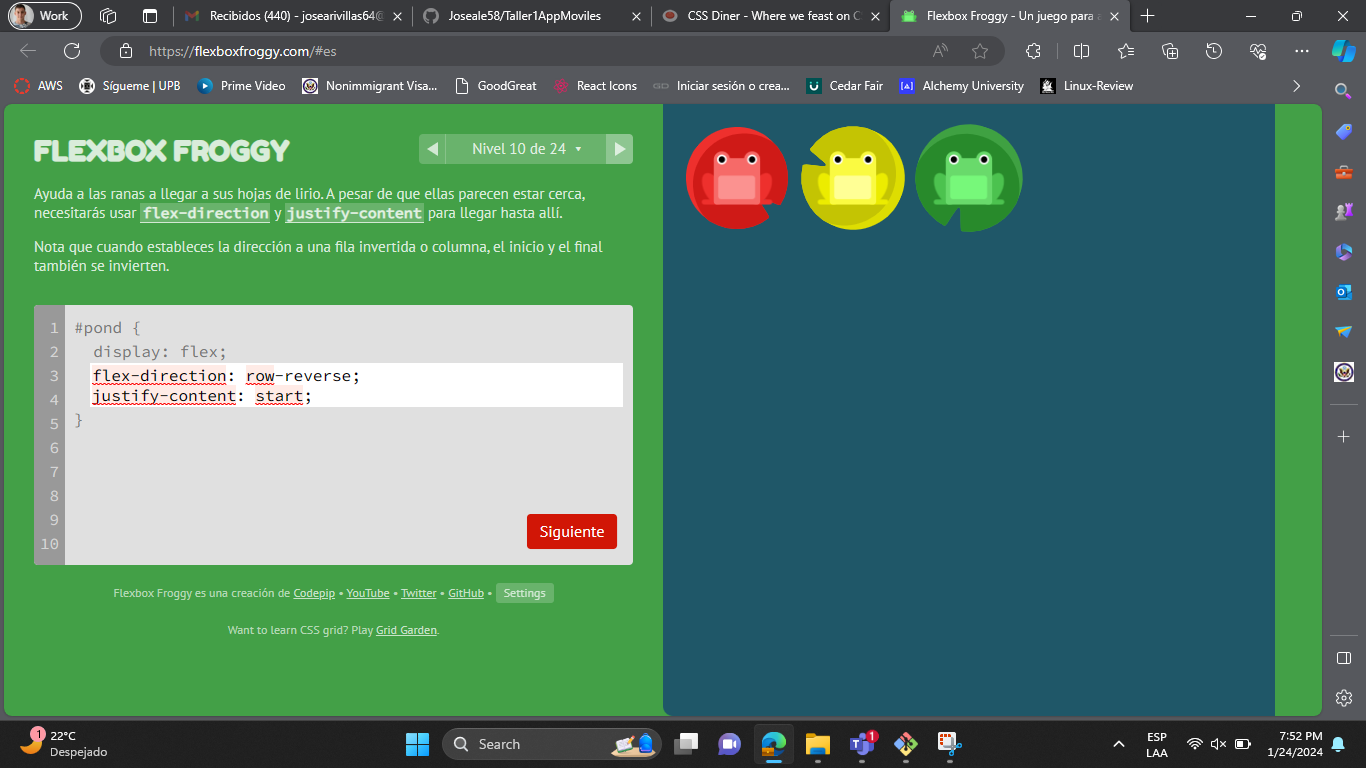 Work
Recibidos (440) - josearivillas64@
Joseale58/Taller1AppMoviles
CSS Diner - Where we feast on C
Flexbox Froggy - Un juego para a
https://flexboxfroggy.com/#es
AWS
Sígueme | UPB
Prime Video
Nonimmigrant Visa...
GoodGreat
React Icons
Iniciar sesión o crea...
Cedar Fair
Alchemy University
Linux-Review
FLEXBOX FROGGY
Nivel 10 de 24
Ayuda a las ranas a llegar a sus hojas de lirio. A pesar de que ellas parecen estar cerca,
necesitarás usar flex-direction y justify-content para llegar hasta allí.
Nota que cuando estableces la dirección a una fila invertida o columna, el inicio y el final
también se invierten.
1 #pond {
2 display: flex;
3 flex-direction: row-reverse;
4 justify-content: start;
5 }
6
7
8
9
10
Siguiente
Flexbox Froggy es una creación de Codepip • YouTube • Twitter • GitHub • Settings
Want to learn CSS grid? Play Grid Garden.
1
22°C
Despejado
Search
1
ESP
LAA
7:52 PM
1/24/2024